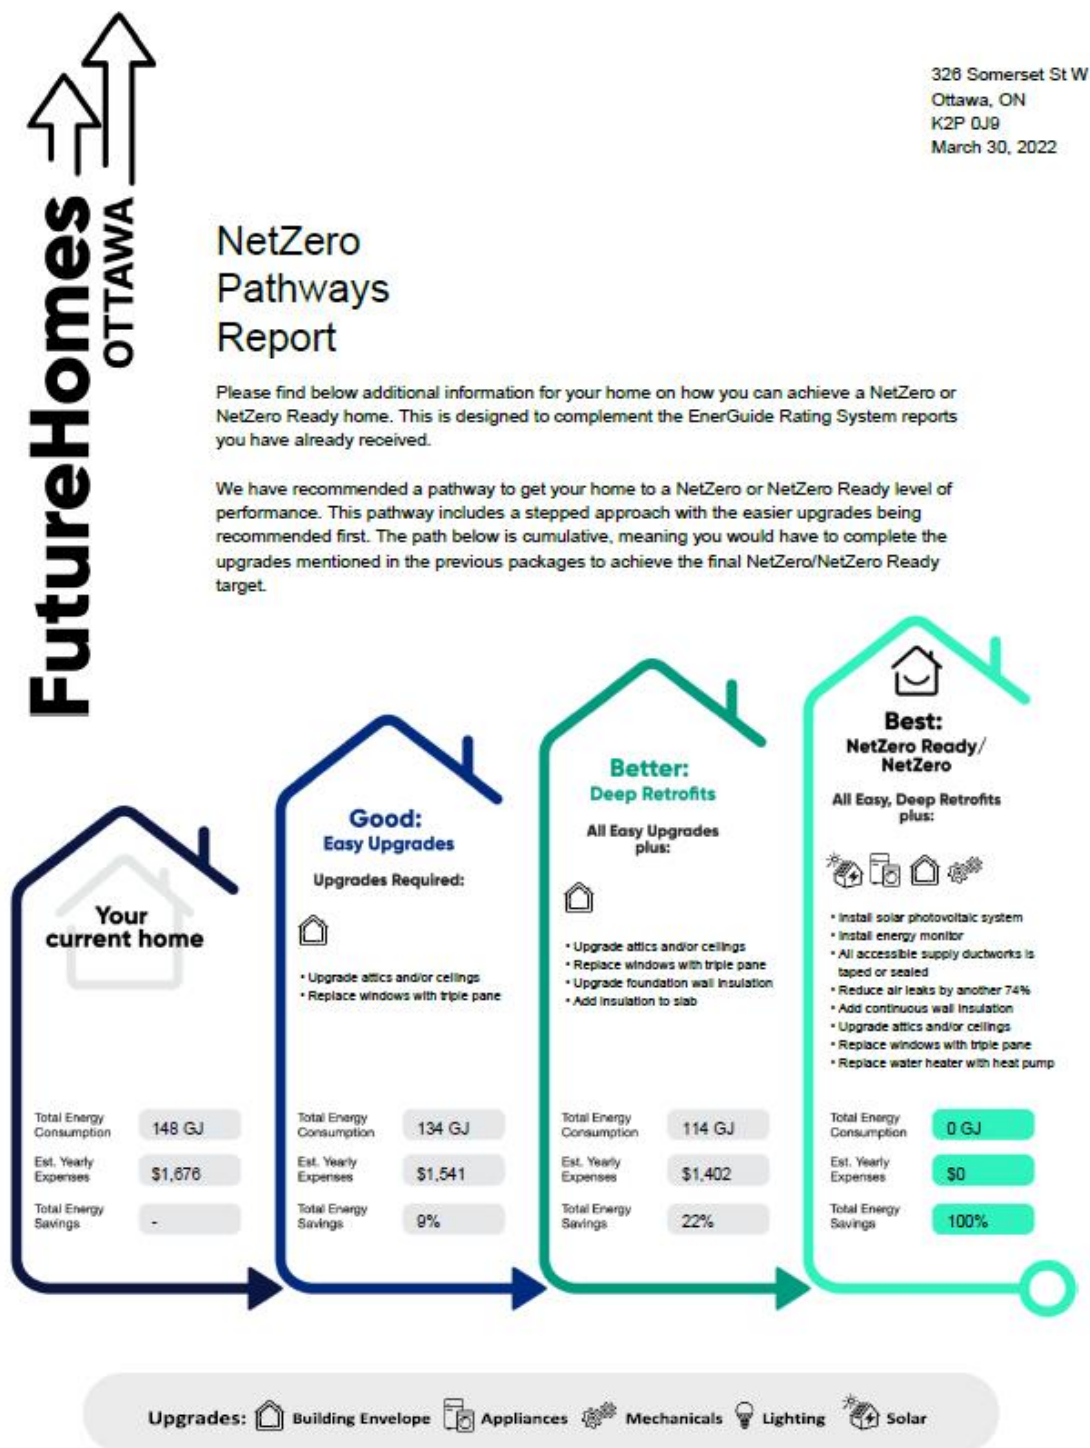 FutureHomes
OTTAWA
326 Somerset St W
Ottawa, ON
K2P 0J9
March 30, 2022
NetZero
Pathways
Report
Please find below additional information for your home on how you can achieve a NetZero or
NetZero Ready home. This is designed to complement the EnerGuide Rating System reports
you have already received.
We have recommended a pathway to get your home to a NetZero or NetZero Ready level of
performance. This pathway includes a stepped approach with the easier upgrades being
recommended first. The path below is cumulative, meaning you would have to complete the
upgrades mentioned in the previous packages to achieve the final NetZero/NetZero Ready
target.
Your
current home
Total Energy
Consumption
148 GJ
Est. Yearly
Expenses
$1,676
Total Energy
Savings
-
Good:
Easy Upgrades
Upgrades Required:
• Upgrade attics and/or ceilings
• Replace windows with triple pane
Total Energy
Consumption
134 GJ
Est. Yearly
Expenses
$1,541
Total Energy
Savings
9%
Better:
Deep Retrofits
All Easy Upgrades
plus:
• Upgrade attics and/or ceilings
• Replace windows with triple pane
• Upgrade foundation wall insulation
• Add insulation to slab
Total Energy
Consumption
114 GJ
Est. Yearly
Expenses
$1,402
Total Energy
Savings
22%
Best:
NetZero Ready/
NetZero
All Easy, Deep Retrofits
plus:
• Install solar photovoltaic system
• Install energy monitor
• All accessible supply ductworks is
taped or sealed
• Reduce air leaks by another 74%
• Add continuous wall insulation
• Upgrade attics and/or ceilings
• Replace windows with triple pane
• Replace water heater with heat pump
Total Energy
Consumption
0 GJ
Est. Yearly
Expenses
$0
Total Energy
Savings
100%
Upgrades: Building Envelope Appliances Mechanicals Lighting Solar